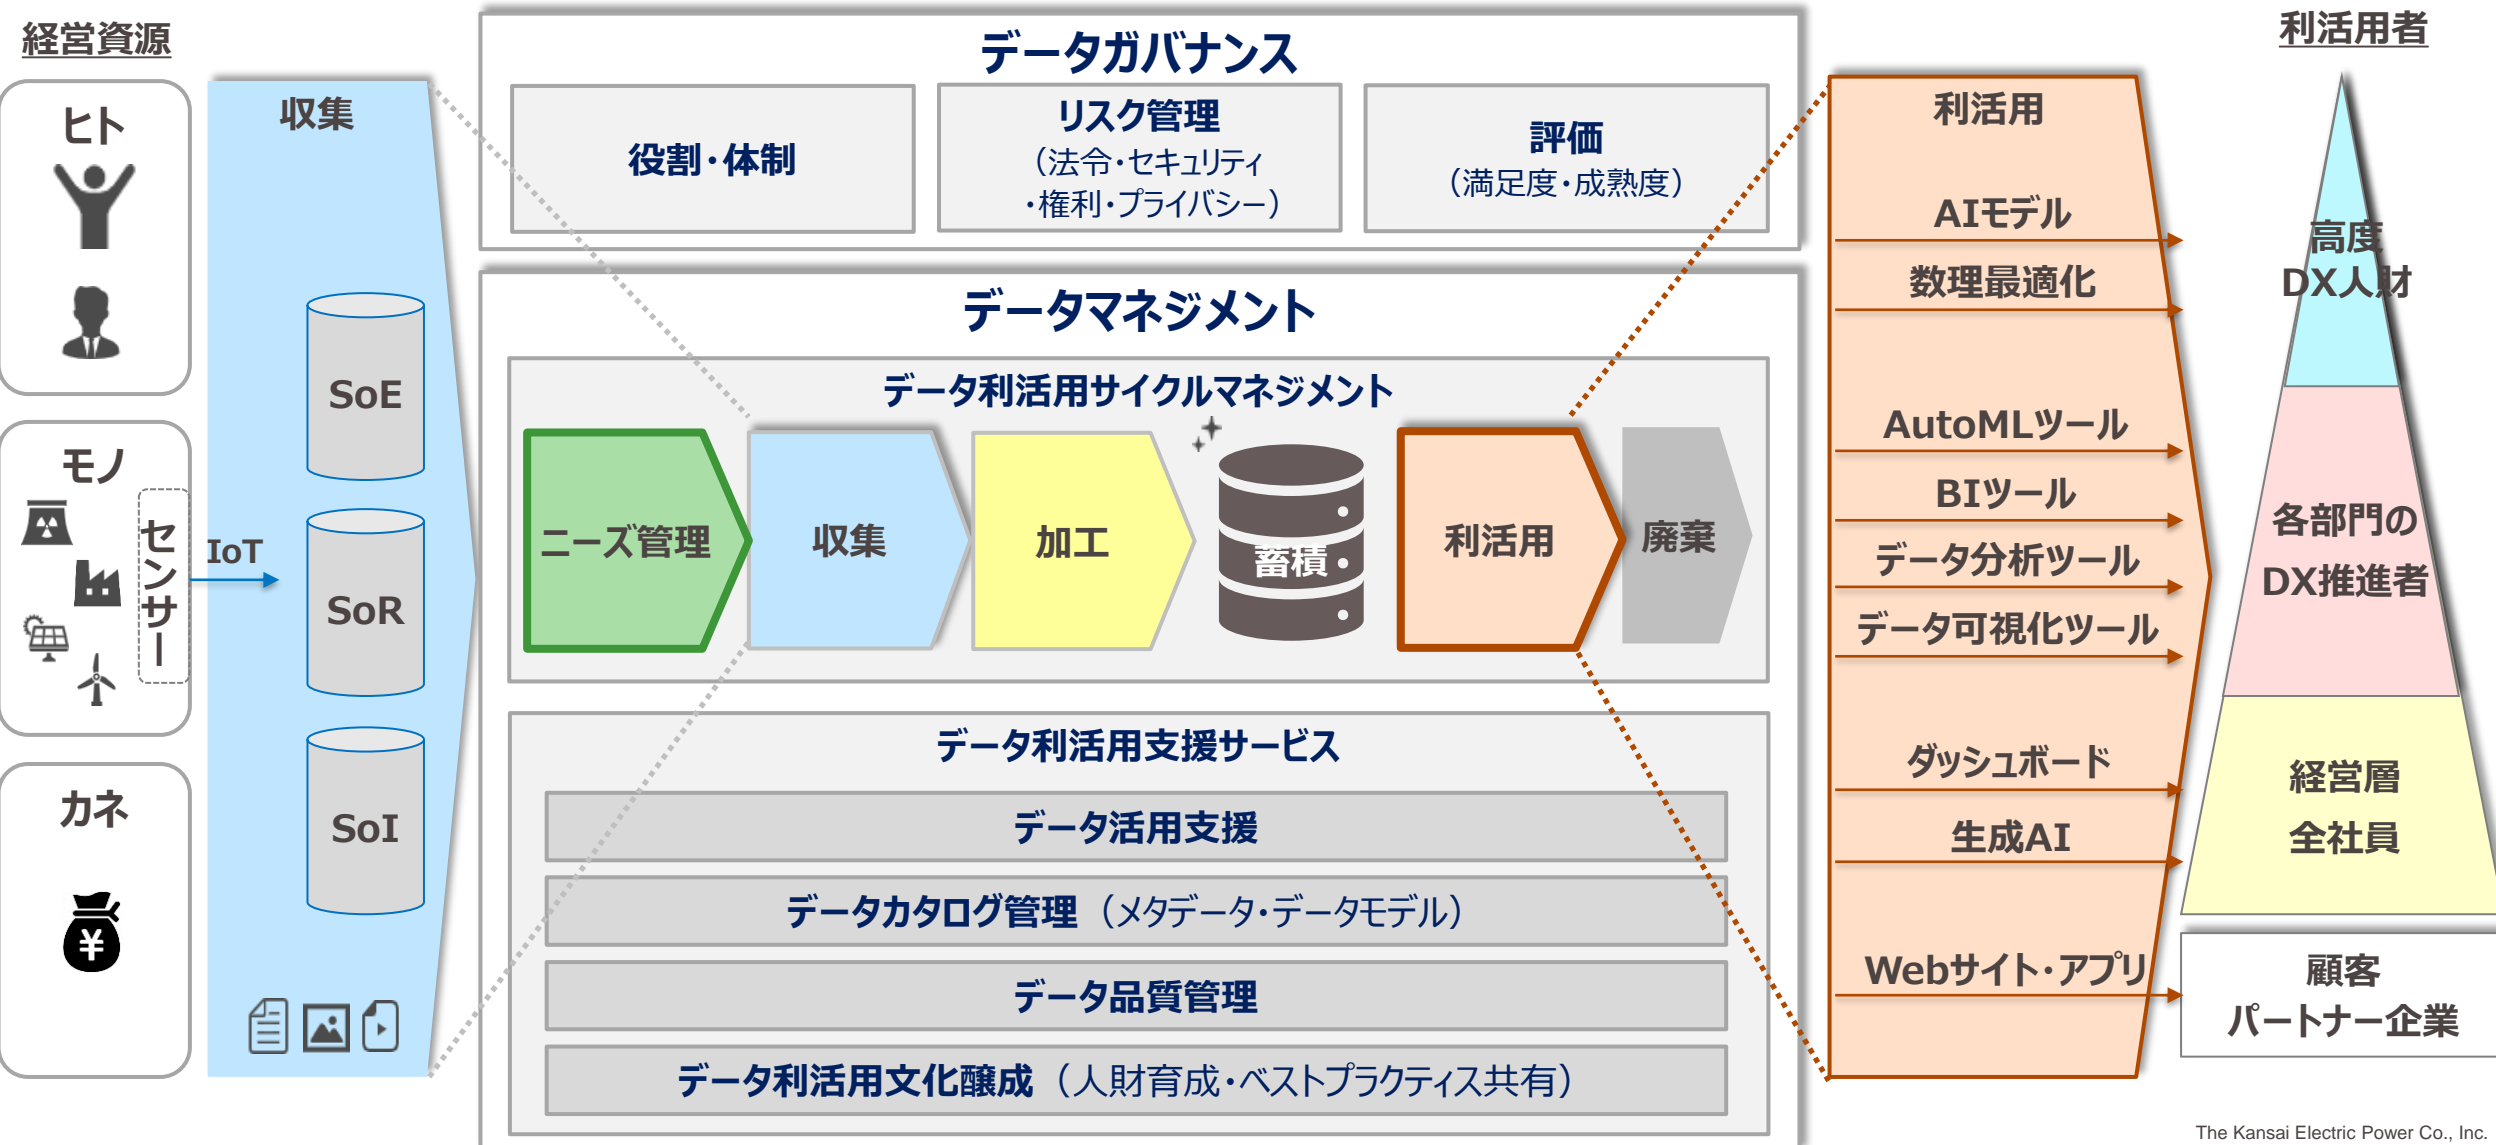 経営資源
ヒト
モノ
センサー
カネ
収集
IoT
SoE
SoR
SoI
データガバナンス
役割・体制
リスク管理
（法令・セキュリティ
・権利・プライバシー）
評価
（満足度・成熟度）
データマネジメント
データ利活用サイクルマネジメント
ニーズ管理
収集
加工
蓄積
利活用
廃棄
データ利活用支援サービス
データ活用支援
データカタログ管理（メタデータ・データモデル）
データ品質管理
データ利活用文化醸成（人財育成・ベストプラクティス共有）
利活用
AIモデル
数理最適化
AutoMLツール
BIツール
データ分析ツール
データ可視化ツール
ダッシュボード
生成AI
Webサイト・アプリ
利活用者
高度
DX人財
各部門の
DX推進者
経営層
全社員
顧客
パートナー企業
The Kansai Electric Power Co., Inc.